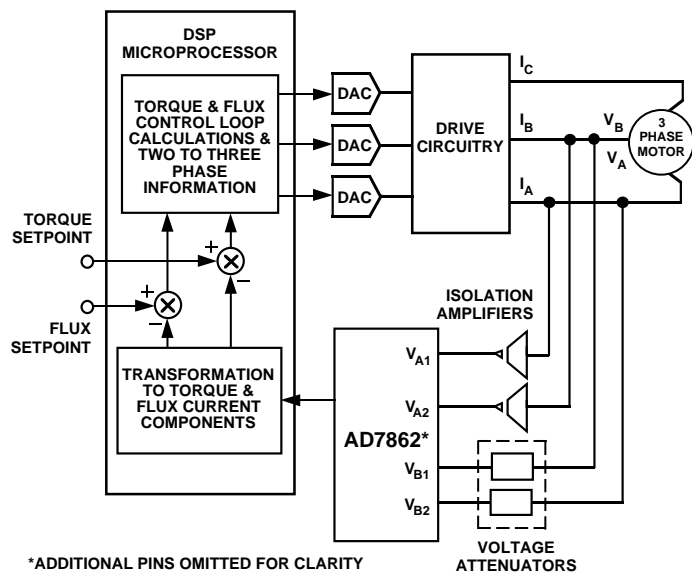 DSP
MICROPROCESSOR
TORQUE & FLUX
CONTROL LOOP
CALCULATIONS &
TWO TO THREE
PHASE
INFORMATION
DAC
DAC
DAC
DRIVE
CIRCUITRY
I_C
I_B
I_A
V_B
V_A
3
PHASE
MOTOR
TORQUE
SETPOINT
+
–
+
–
FLUX
SETPOINT
TRANSFORMATION
TO TORQUE &
FLUX CURRENT
COMPONENTS
ISOLATION
AMPLIFIERS
V_A1
V_A2
AD7862*
V_B1
V_B2
VOLTAGE
ATTENUATORS
*ADDITIONAL PINS OMITTED FOR CLARITY